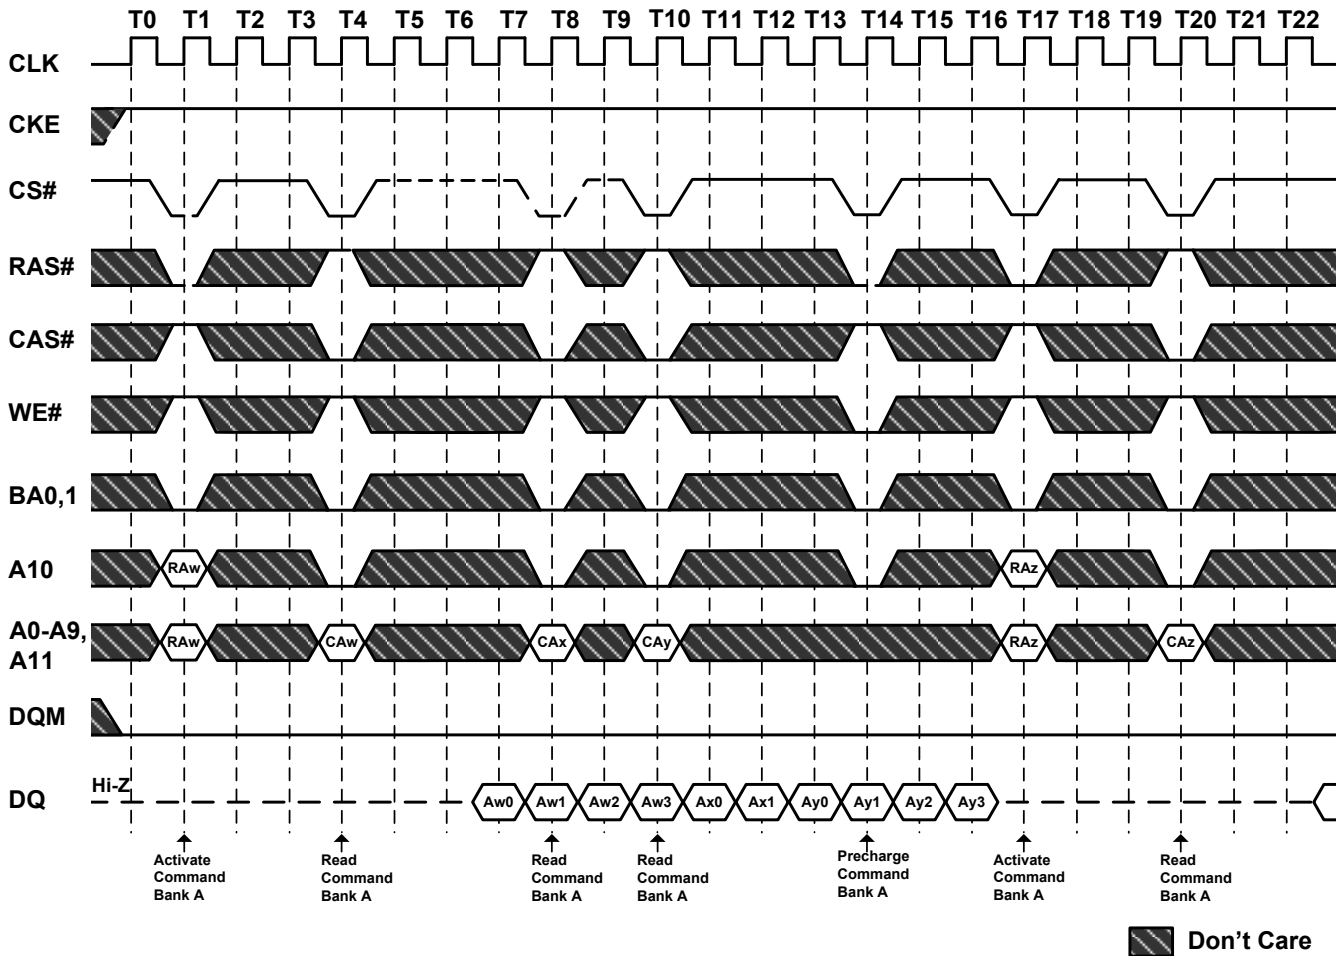 T0 T1 T2 T3 T4 T5 T6 T7 T8 T9 T10 T11 T12 T13 T14 T15 T16 T17 T18 T19 T20 T21 T22
CLK
CKE
CS#
RAS#
CAS#
WE#
BA0,1
A10
RAw
RAz
A0-A9,
A11
RAw
CAw
CAx
CAy
RAz
CAz
DQM
DQ
Hi-Z
Aw0 Aw1 Aw2 Aw3 Ax0 Ax1 Ay0 Ay1 Ay2 Ay3
Activate
Command
Bank A
Read
Command
Bank A
Read
Command
Bank A
Read
Command
Bank A
Precharge
Command
Bank A
Activate
Command
Bank A
Read
Command
Bank A
Don't Care